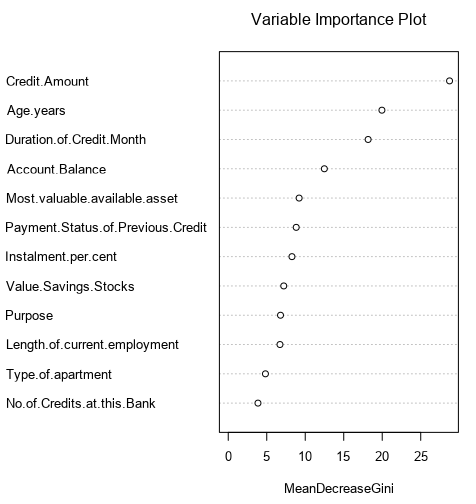 Variable Importance Plot
Credit.Amount
Age.years
Duration.of.Credit.Month
Account.Balance
Most.valuable.available.asset
Payment.Status.of.Previous.Credit
Instalment.per.cent
Value.Savings.Stocks
Purpose
Length.of.current.employment
Type.of.apartment
No.of.Credits.at.this.Bank
0 5 10 15 20 25
MeanDecreaseGini